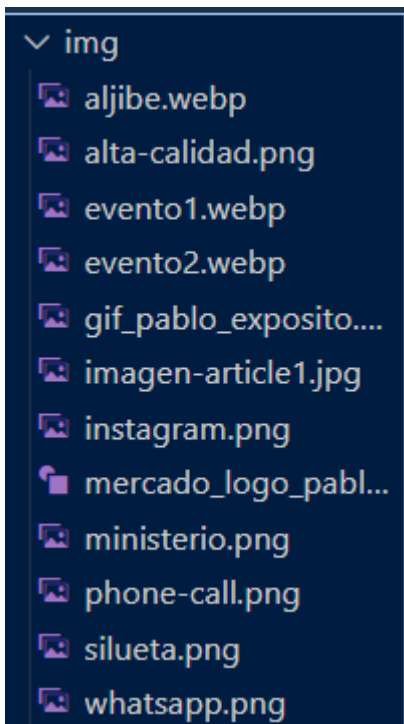 img
aljibe.webp
alta-calidad.png
evento1.webp
evento2.webp
gif_pablo_exposito....
imagen-article1.jpg
instagram.png
mercado_logo_pabl...
ministerio.png
phone-call.png
silueta.png
whatsapp.png